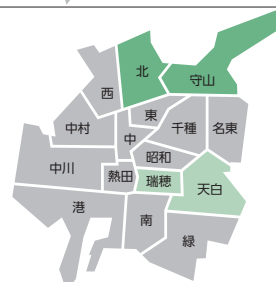 北
守山
西
東
千種
名東
中村
中
昭和
中川
熱田
瑞穂
天白
港
南
緑